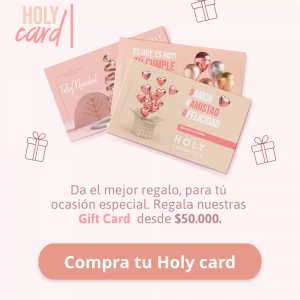 HOLY
card
Feliz Navidad
ES HOY, ES HOY!
TÚ CUMPLE
#AMOR
#AMISTAD
#FELICIDAD
HOLY
Da el mejor regalo, para tú
ocasión especial. Regala nuestras
Gift Card desde $50.000.
Compra tu Holy card